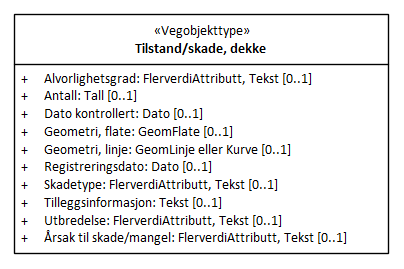 «Vegobjekttype»
Tilstand/skade, dekke
+ Alvorlighetsgrad: FlerverdiAttributt, Tekst [0..1]
+ Antall: Tall [0..1]
+ Dato kontrollert: Dato [0..1]
+ Geometri, flate: GeomFlate [0..1]
+ Geometri, linje: GeomLinje eller Kurve [0..1]
+ Registreringsdato: Dato [0..1]
+ Skadetype: FlerverdiAttributt, Tekst [0..1]
+ Tilleggsinformasjon: Tekst [0..1]
+ Utbredelse: FlerverdiAttributt, Tekst [0..1]
+ Årsak til skade/mangel: FlerverdiAttributt, Tekst [0..1]